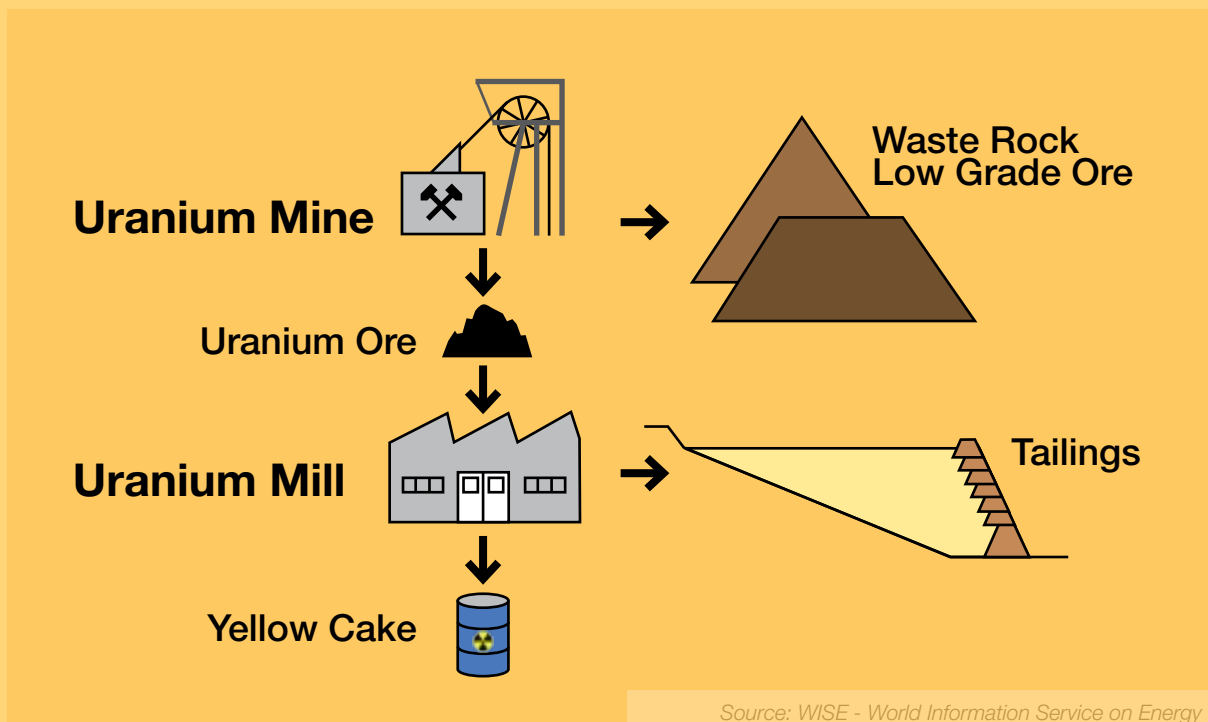 Uranium Mine
Waste Rock
Low Grade Ore
Uranium Ore
Uranium Mill
Tailings
Yellow Cake
Source: WISE - World Information Service on Energy